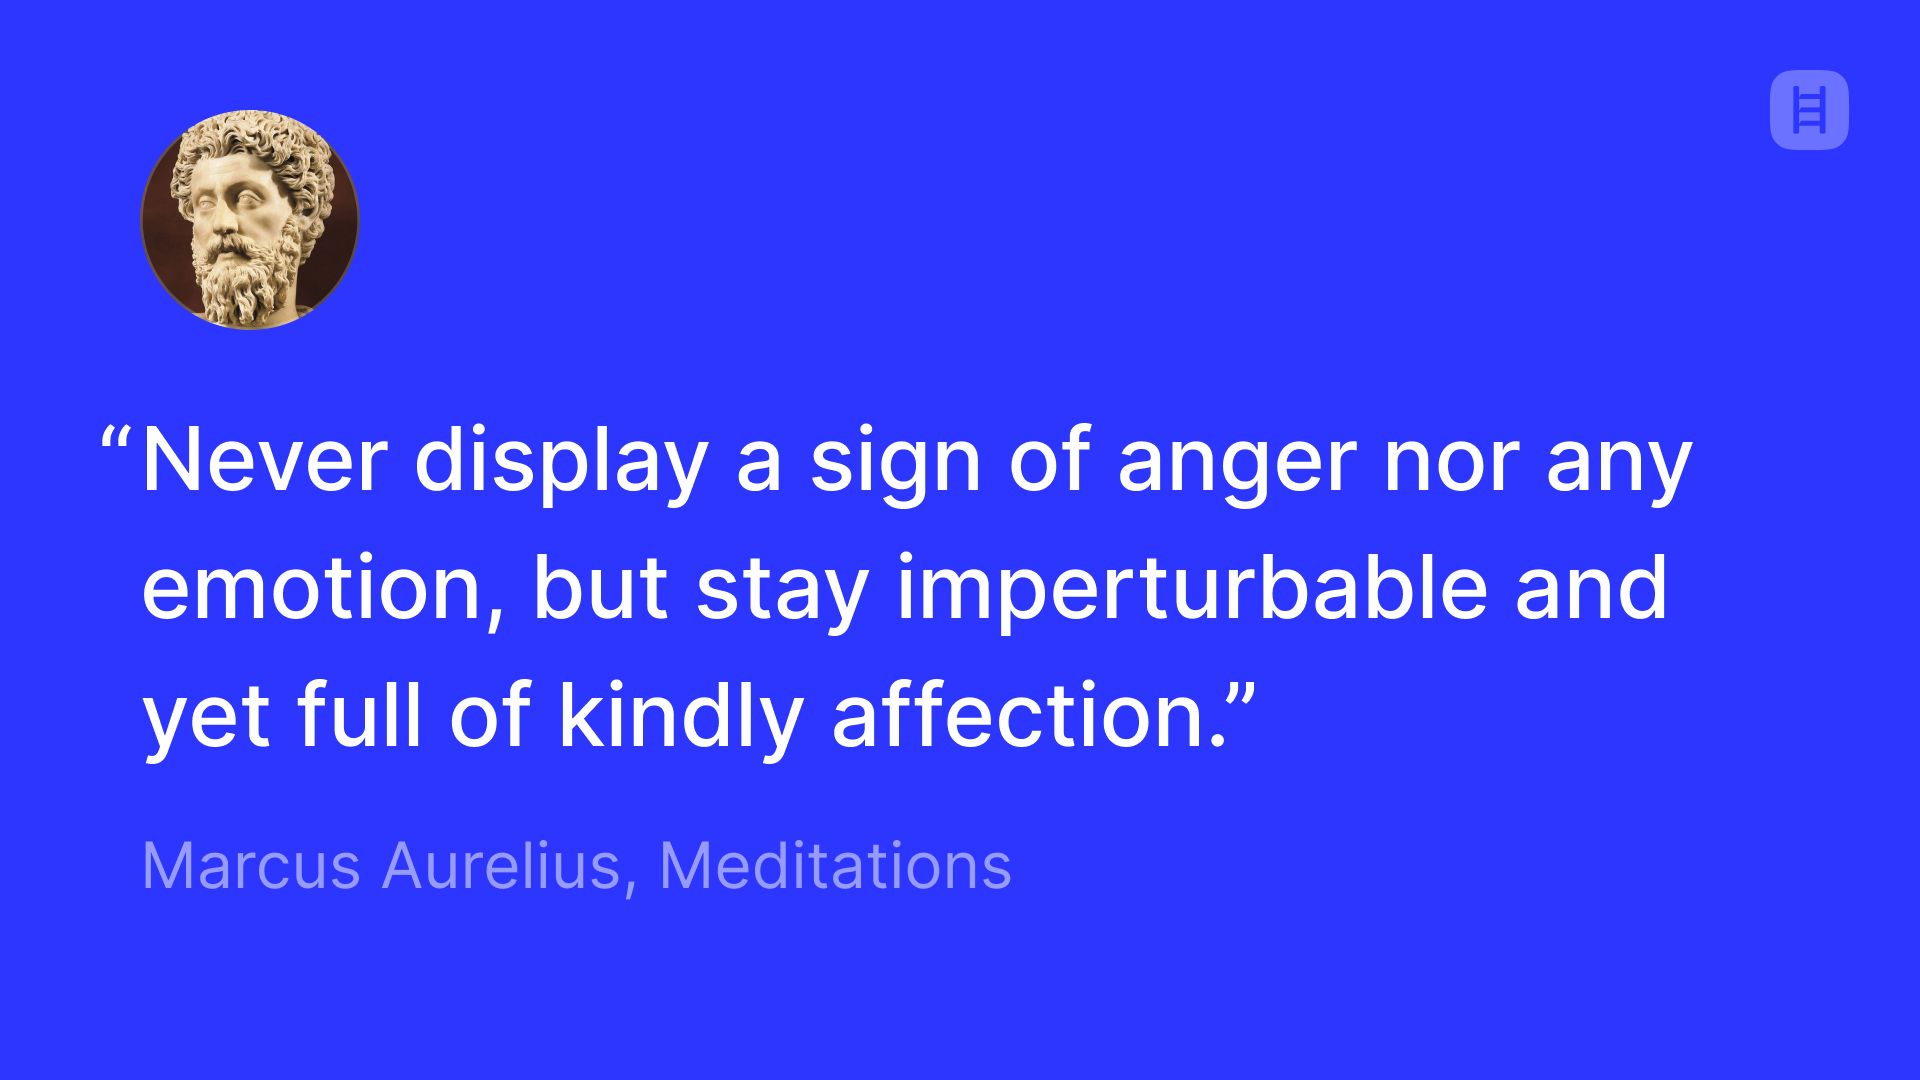 “Never display a sign of anger nor any
emotion, but stay imperturbable and
yet full of kindly affection.”
Marcus Aurelius, Meditations